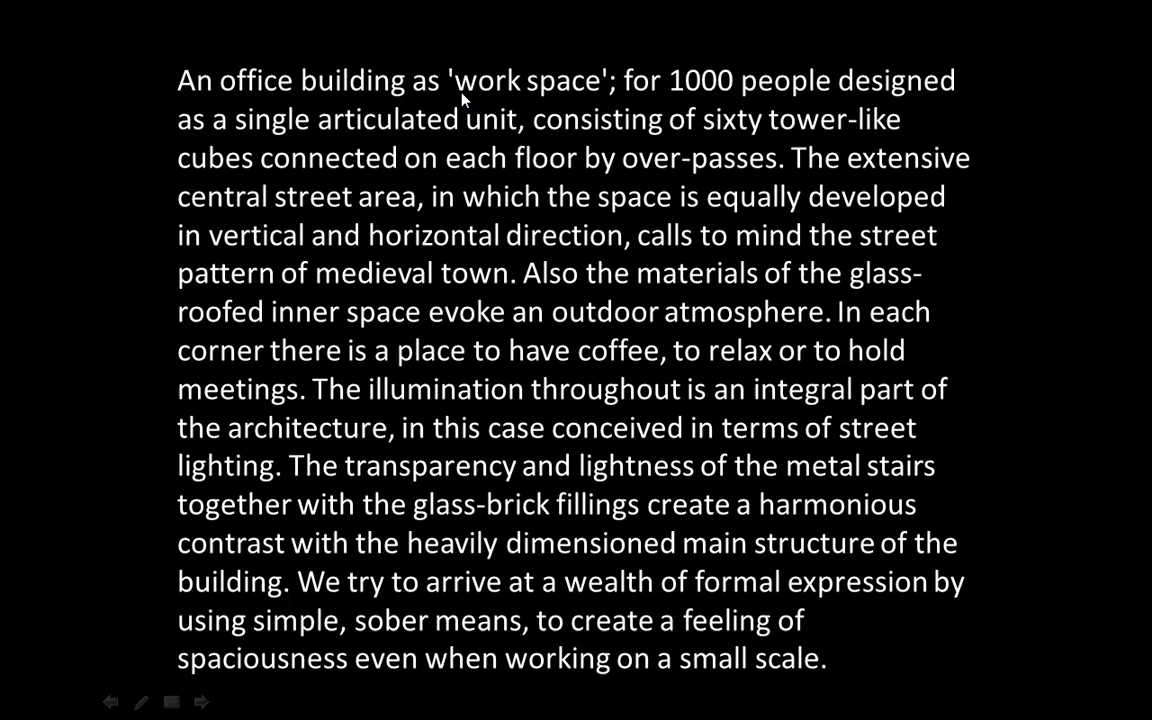 An office building as 'work space'; for 1000 people designed
as a single articulated unit, consisting of sixty tower-like
cubes connected on each floor by over-passes. The extensive
central street area, in which the space is equally developed
in vertical and horizontal direction, calls to mind the street
pattern of medieval town. Also the materials of the glass-
roofed inner space evoke an outdoor atmosphere. In each
corner there is a place to have coffee, to relax or to hold
meetings. The illumination throughout is an integral part of
the architecture, in this case conceived in terms of street
lighting. The transparency and lightness of the metal stairs
together with the glass-brick fillings create a harmonious
contrast with the heavily dimensioned main structure of the
building. We try to arrive at a wealth of formal expression by
using simple, sober means, to create a feeling of
spaciousness even when working on a small scale.